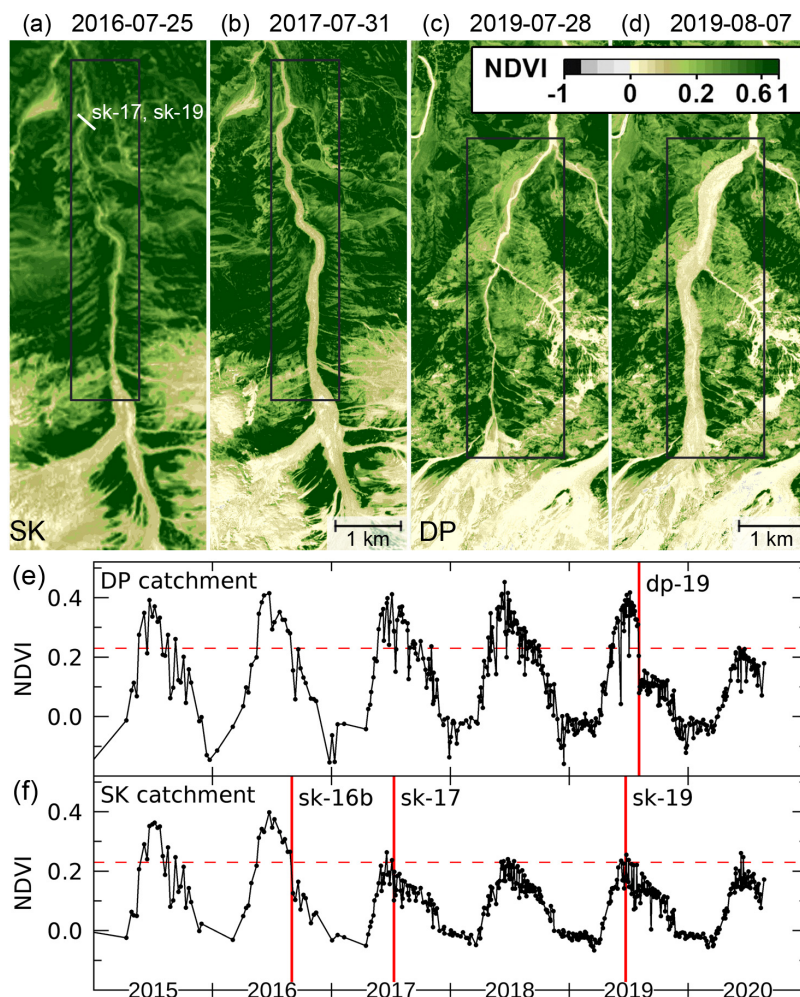 (a) 2016-07-25 (b) 2017-07-31 (c) 2019-07-28 (d) 2019-08-07
NDVI
-1 0 0.2 0.6 1
sk-17, sk-19
SK
1 km
DP
1 km
(e)
DP catchment
dp-19
0.4
0.2
0.0
NDVI
(f)
SK catchment
sk-16b
sk-17
sk-19
0.4
0.2
0.0
NDVI
2015 2016 2017 2018 2019 2020